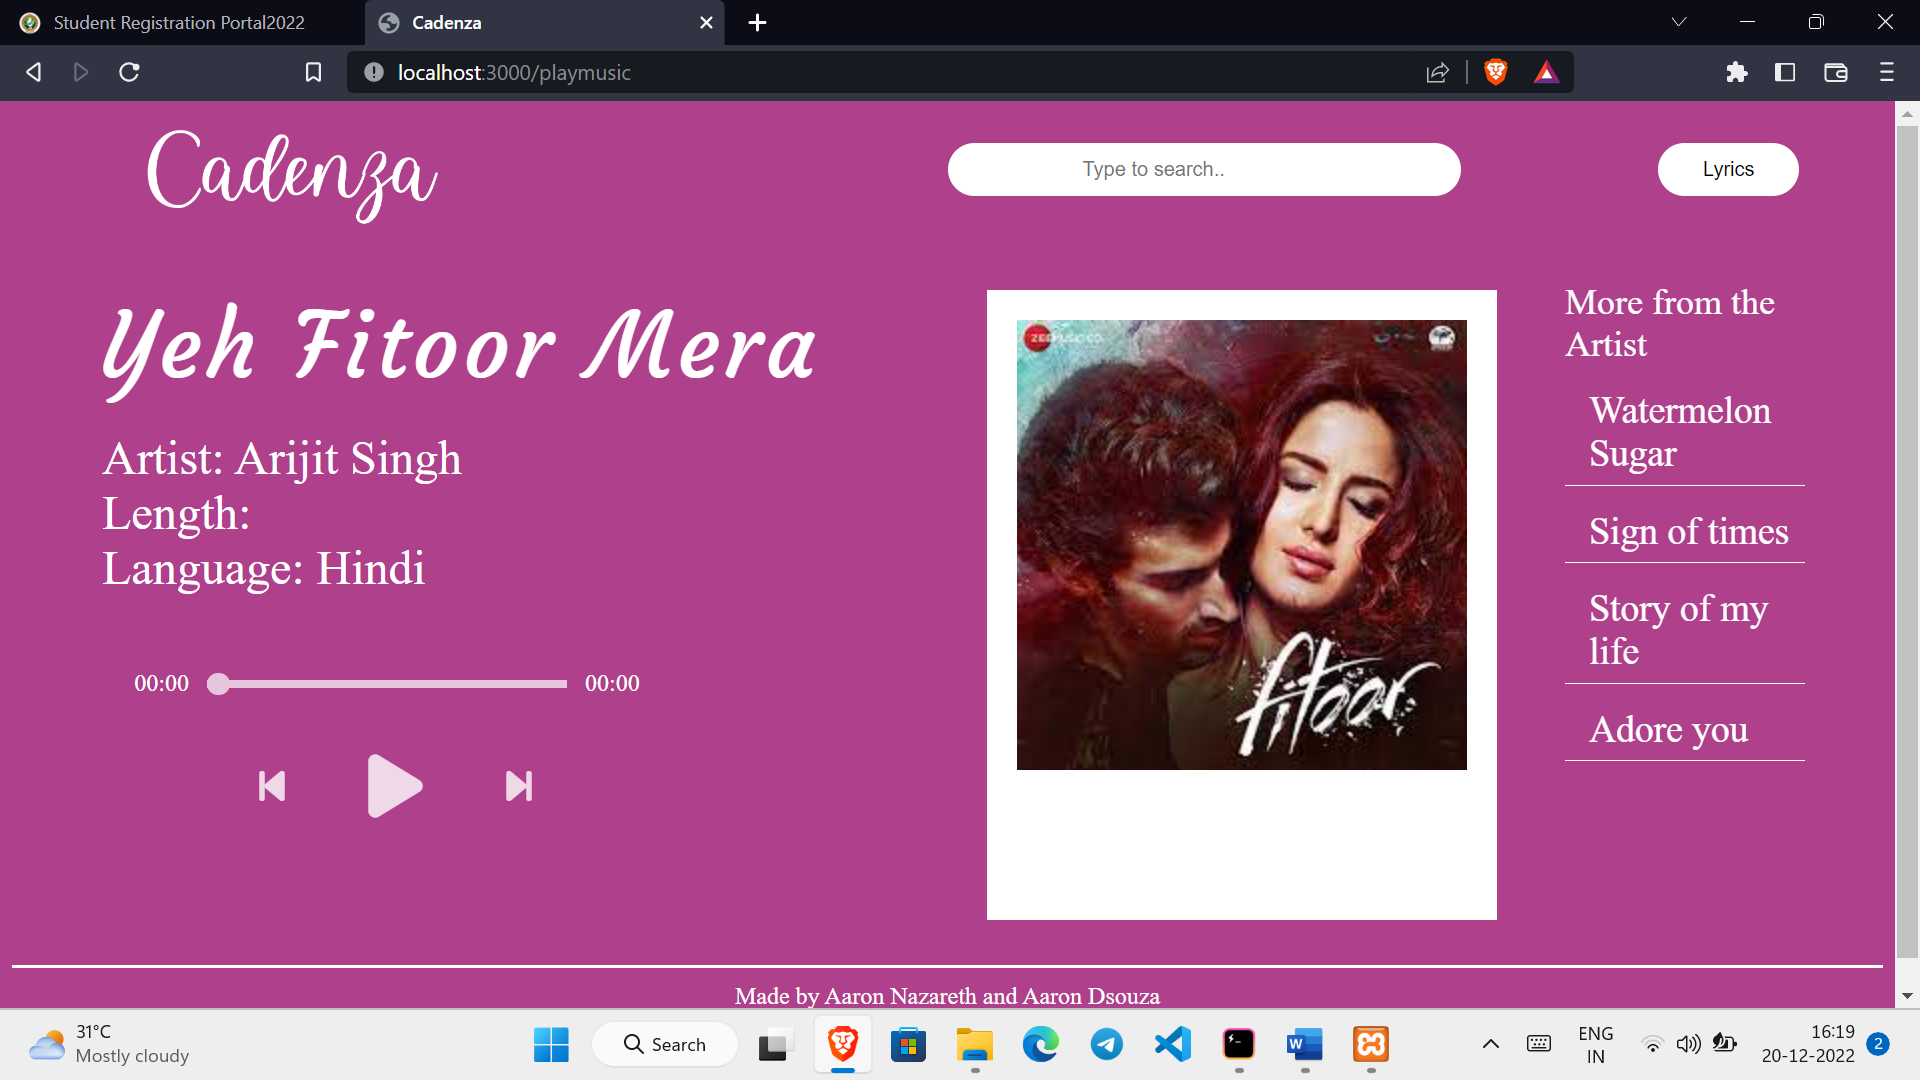 Student Registration Portal2022
Cadenza
localhost:3000/playmusic
Cadenza
Type to search..
Lyrics
Yeh Fitoor Mera
Artist: Arijit Singh
Length:
Language: Hindi
00:00
00:00
fitoor
More from the
Artist
Watermelon
Sugar
Sign of times
Story of my
life
Adore you
Made by Aaron Nazareth and Aaron Dsouza
31°C
Mostly cloudy
Search
ENG
IN
16:19
20-12-2022
2